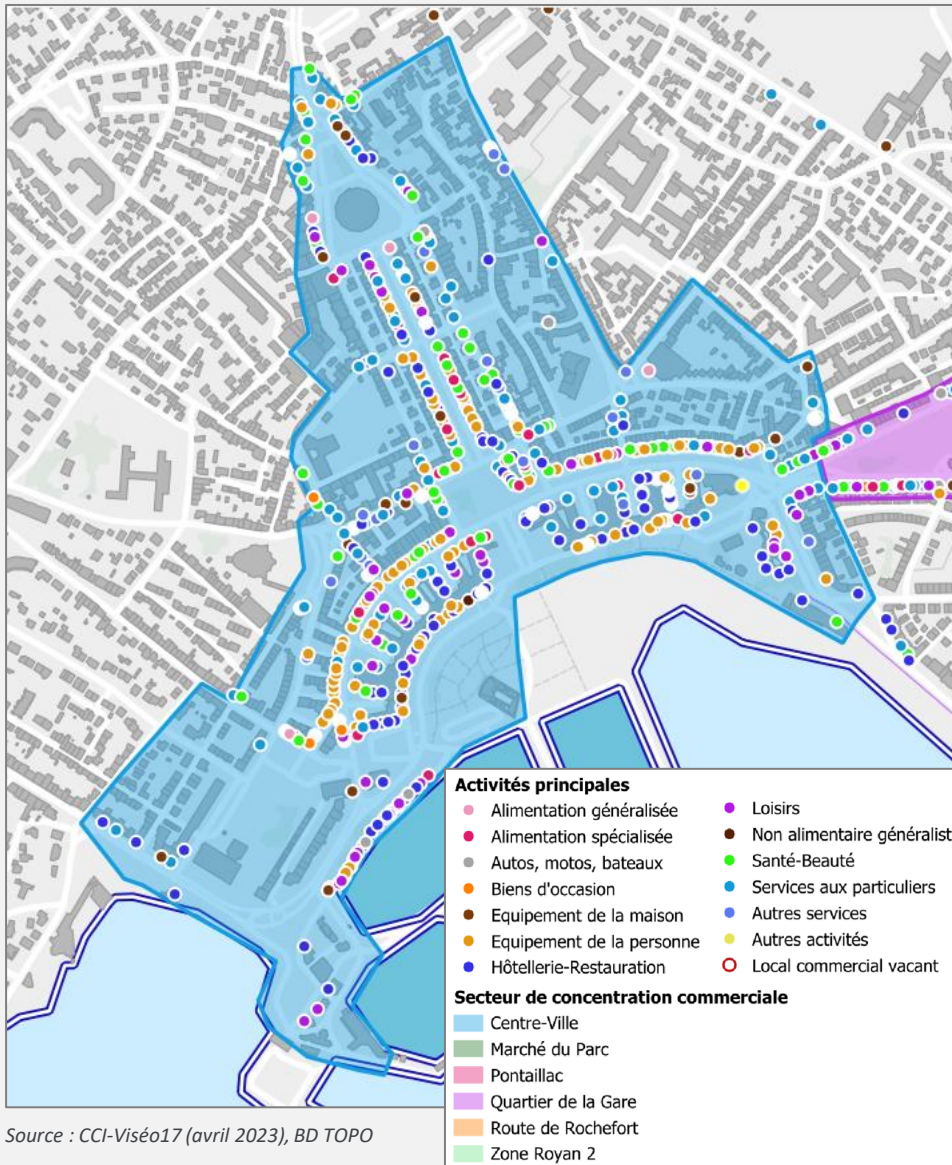 Activités principales
Alimentation généralisée
Alimentation spécialisée
Autos, motos, bateaux
Biens d'occasion
Equipement de la maison
Equipement de la personne
Hôtellerie-Restauration
Loisirs
Non alimentaire généralist
Santé-Beauté
Services aux particuliers
Autres services
Autres activités
Local commercial vacant
Secteur de concentration commerciale
Centre-Ville
Marché du Parc
Pontaillac
Quartier de la Gare
Route de Rochefort
Zone Royan 2
Source : CCI-Viséo17 (avril 2023), BD TOPO